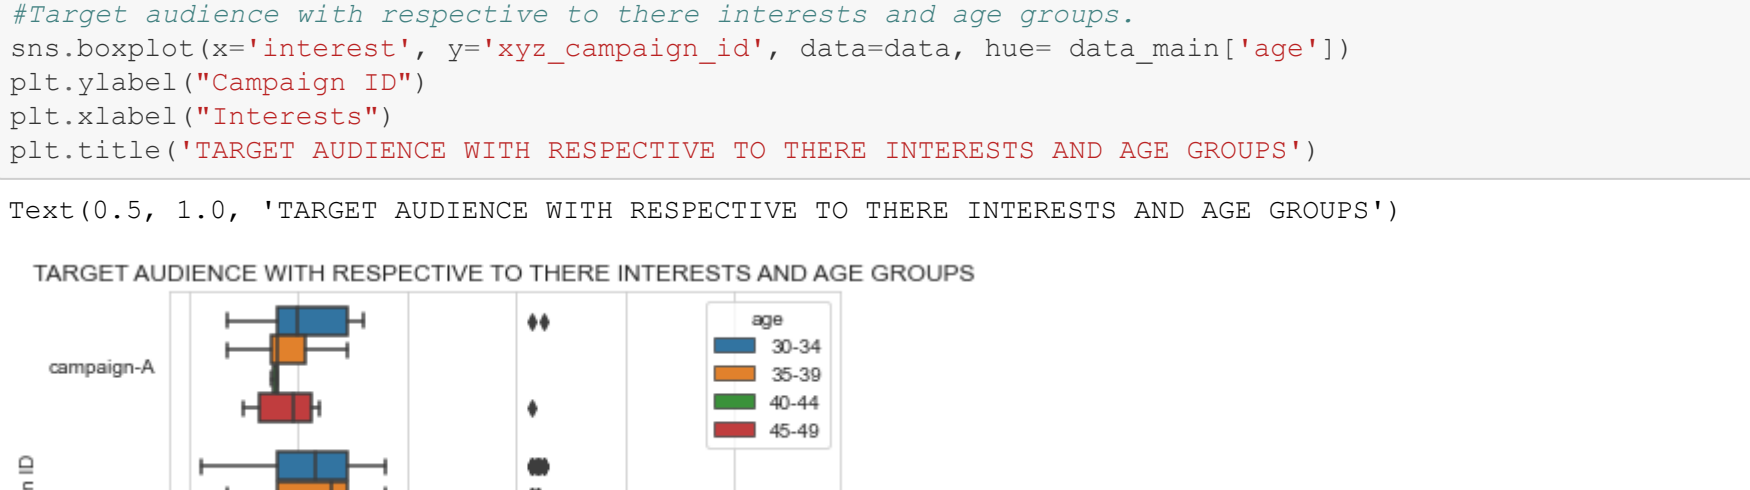 #Target audience with respective to there interests and age groups.
sns.boxplot(x='interest', y='xyz_campaign_id', data=data, hue= data_main['age'])
plt.ylabel("Campaign ID")
plt.xlabel("Interests")
plt.title('TARGET AUDIENCE WITH RESPECTIVE TO THERE INTERESTS AND AGE GROUPS')
Text(0.5, 1.0, 'TARGET AUDIENCE WITH RESPECTIVE TO THERE INTERESTS AND AGE GROUPS')
TARGET AUDIENCE WITH RESPECTIVE TO THERE INTERESTS AND AGE GROUPS
age
30-34
35-39
40-44
45-49
campaign-A
n ID